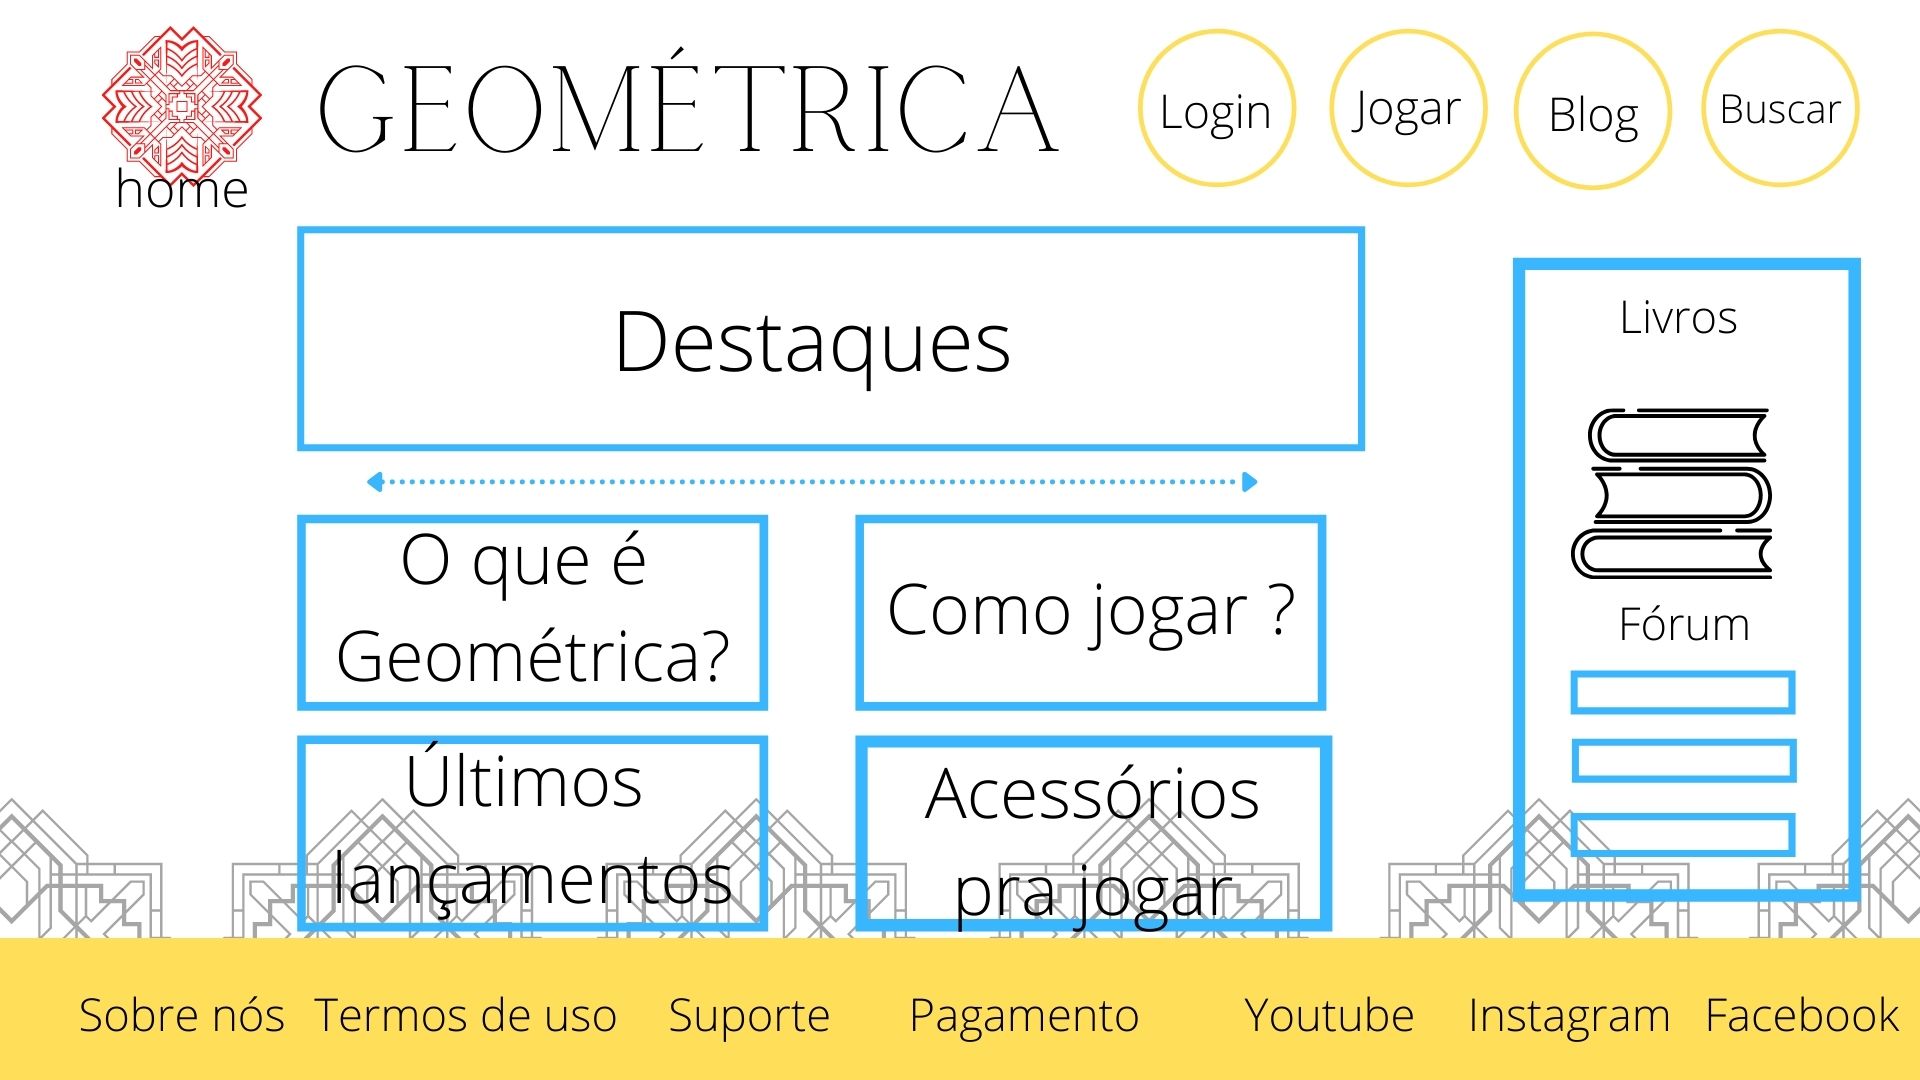 home
GEOMÉTRICA
Login
Jogar
Blog
Buscar
Destaques
O que é
Geométrica?
Como jogar ?
Últimos
lançamentos
Acessórios
pra jogar
Livros
Fórum
Sobre nós
Termos de uso
Suporte
Pagamento
Youtube
Instagram
Facebook